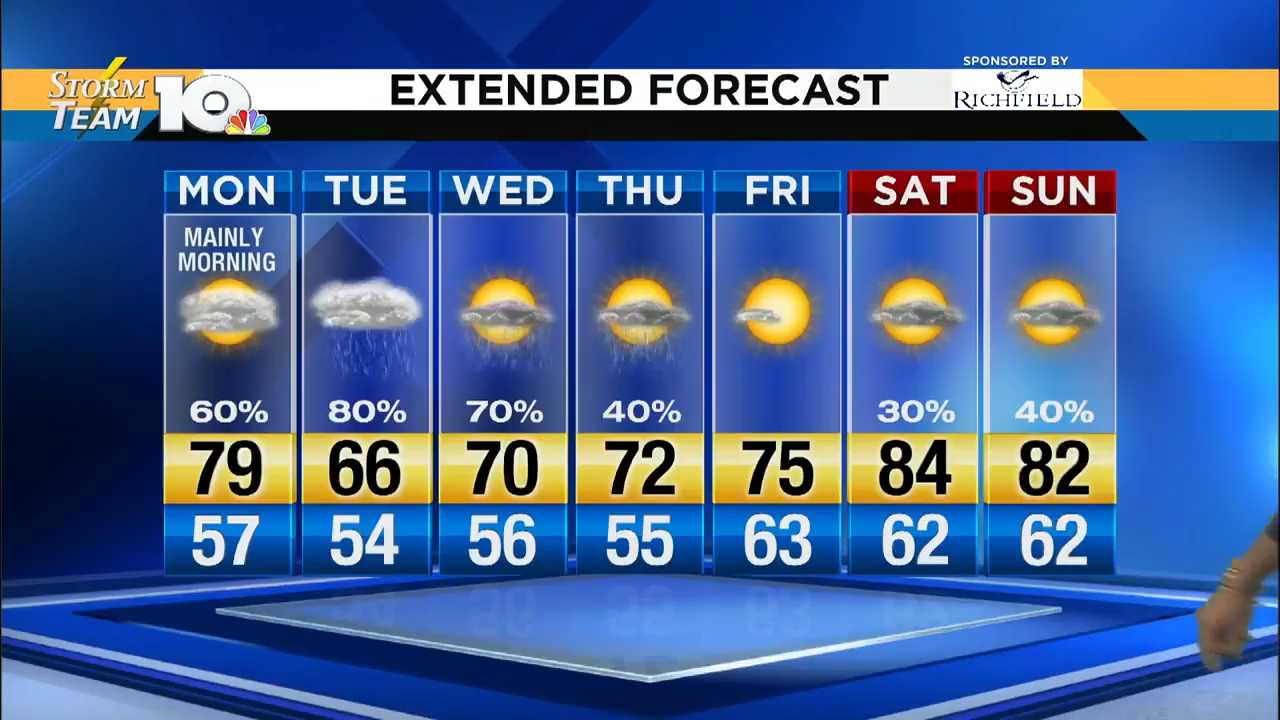 SPONSORED BY
STORM
TEAM 10
EXTENDED FORECAST
RICHFIELD
MON TUE WED THU FRI SAT SUN
MAINLY
MORNING
60% 80% 70% 40% 30% 40%
79 66 70 72 75 84 82
57 54 56 55 63 62 62